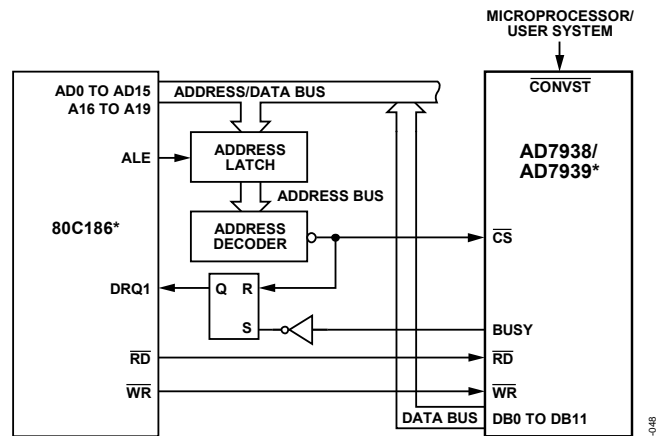 MICROPROCESSOR/
USER SYSTEM
AD0 TO AD15
A16 TO A19
ADDRESS/DATA BUS
CONVST
ALE
ADDRESS
LATCH
AD7938/
AD7939*
ADDRESS BUS
80C186*
ADDRESS
DECODER
CS
DRQ1
Q R
S
BUSY
RD
RD
WR
WR
DATA BUS
DB0 TO DB11
-048